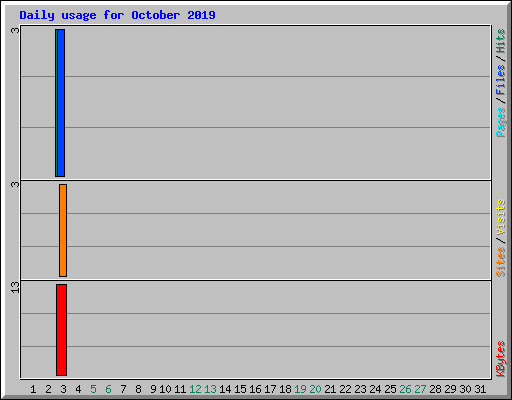 Daily usage for October 2019
3
Pages/Files/Hits
3
Sites/Visits
13
KBytes
1 2 3 4 5 6 7 8 9 10 11 12 13 14 15 16 17 18 19 20 21 22 23 24 25 26 27 28 29 30 31